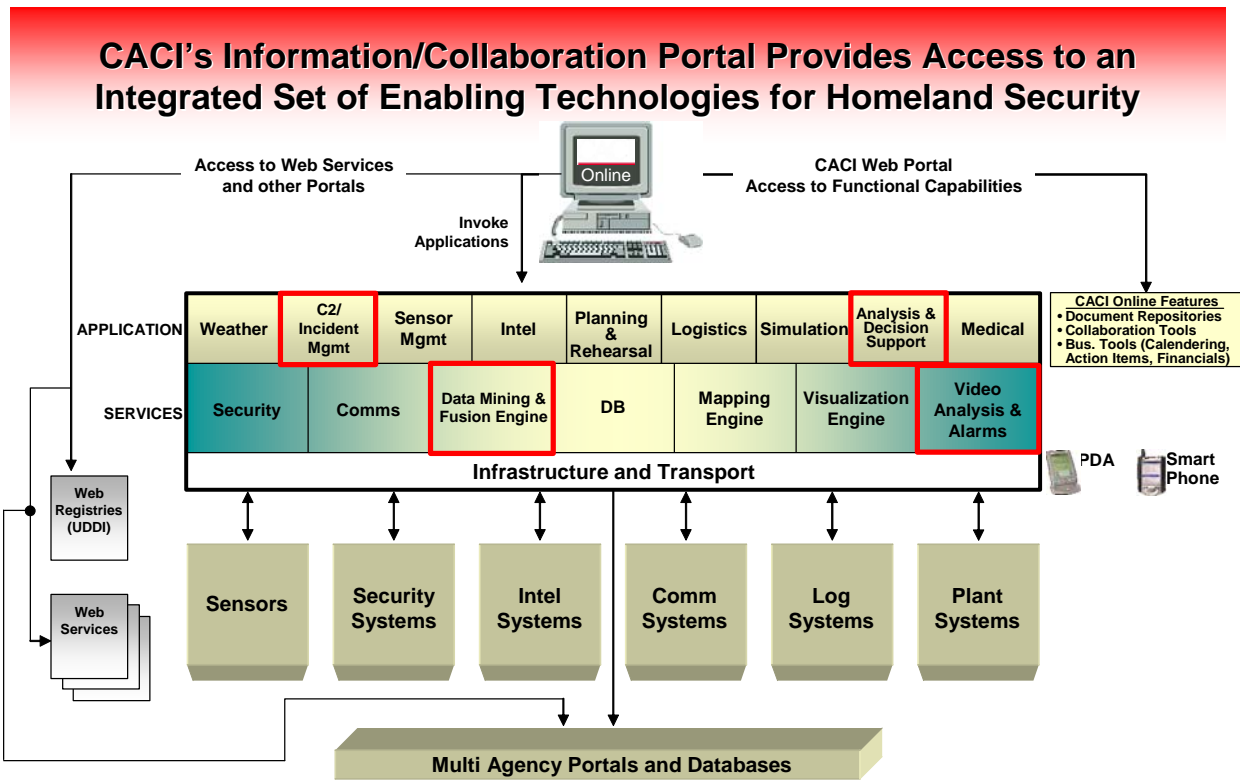 CACI's Information/Collaboration Portal Provides Access to an
Integrated Set of Enabling Technologies for Homeland Security
Access to Web Services
and other Portals
Online
CACI Web Portal
Access to Functional Capabilities
Invoke
Applications
APPLICATION
Weather
C2/
Incident
Mgmt
Sensor
Mgmt
Intel
Planning
&
Rehearsal
Logistics
Simulation
Analysis &
Decision
Support
Medical
CACI Online Features
• Document Repositories
• Collaboration Tools
• Bus. Tools (Calendering,
Action Items, Financials)
SERVICES
Security
Comms
Data Mining &
Fusion Engine
DB
Mapping
Engine
Visualization
Engine
Video
Analysis &
Alarms
Infrastructure and Transport
PDA
Smart
Phone
Web
Registries
(UDDI)
Web
Services
Sensors
Security
Systems
Intel
Systems
Comm
Systems
Log
Systems
Plant
Systems
Multi Agency Portals and Databases